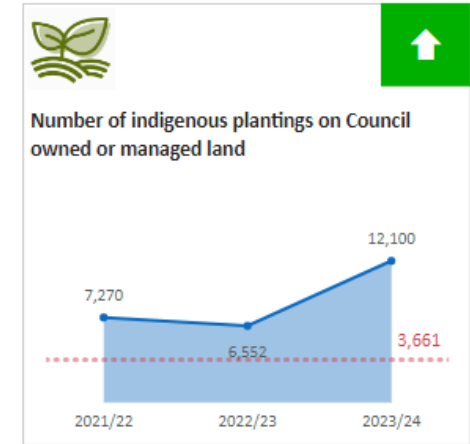 Number of indigenous plantings on Council
owned or managed land
12,100
7,270
3,661
6,552
2021/22 2022/23 2023/24